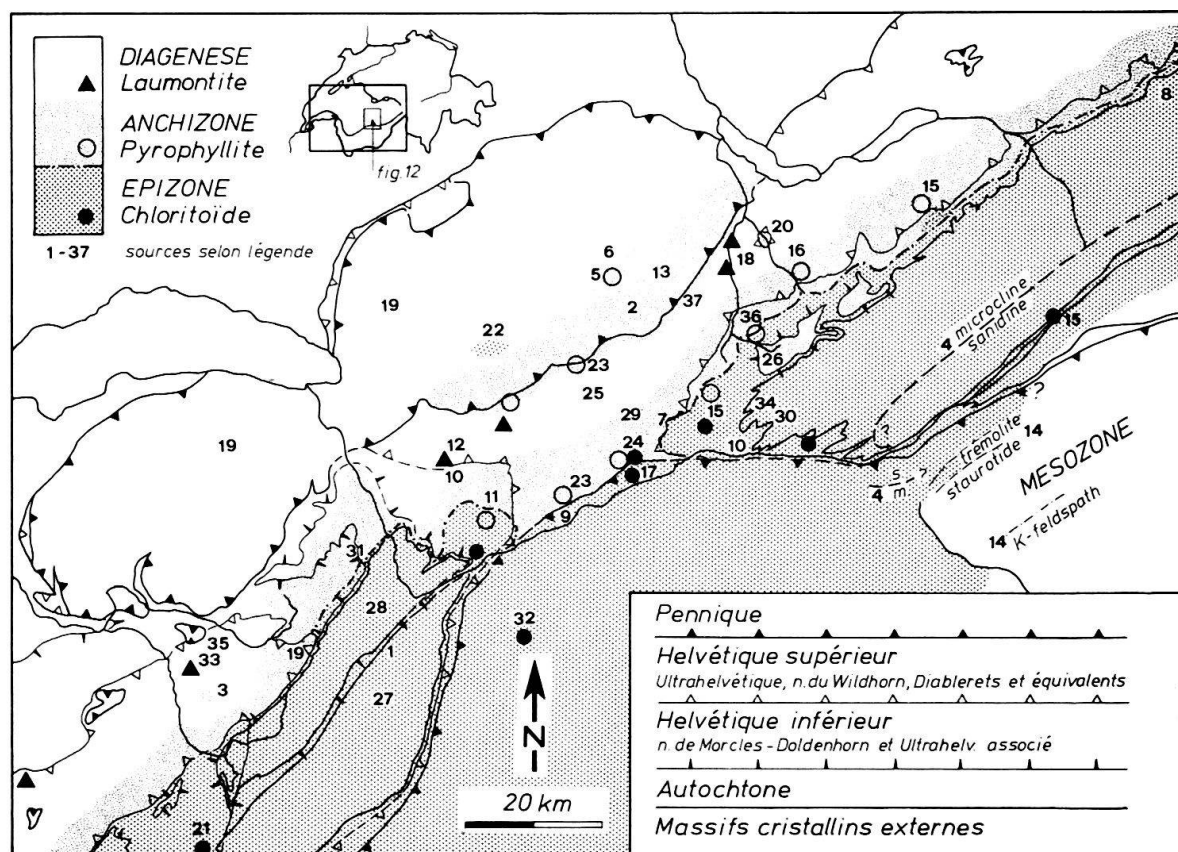 DIAGENESE
Laumontite
ANCHIZONE
Pyrophyllite
EPIZONE
Chloritoïde
1-37 sources selon légende
fig.12
8
15
20
18
16
6
5
13
2
37
19
4 microcline
sanidine
15
22
36
23
26
25
19
15
34
30
29
7
24
10
12
17
10
?
?
4 s. ?
m.
trémolite
staurotide
14
MESOZONE
14 K-feldspath
11
23
9
31
28
32
1
27
35
33
19
3
21
N
20 km
Pennique
Helvétique supérieur
Ultrahelvétique, n.du Wildhorn, Diablerets et équivalents
Helvétique inférieur
n. de Morcles-Doldenhorn et Ultrahelv. associé
Autochtone
Massifs cristallins externes